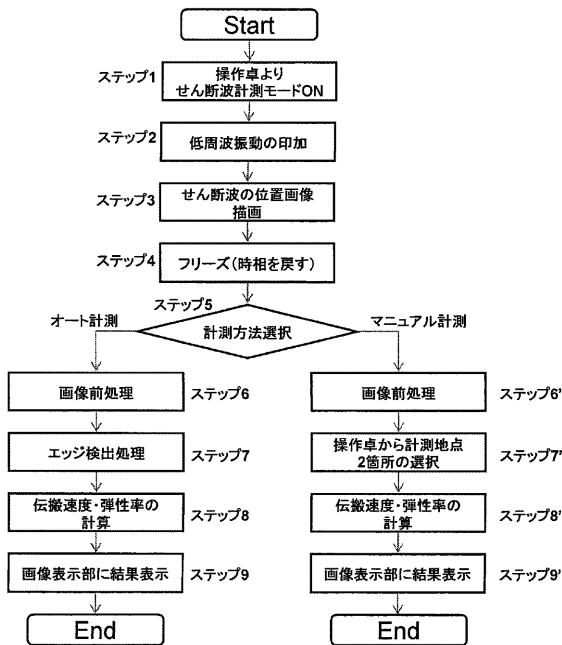 Start
ステップ1
操作卓より
せん断波計測モードON
ステップ2
低周波振動の印加
ステップ3
せん断波の位置画像
描画
ステップ4
フリーズ(時相を戻す)
ステップ5
オート計測
計測方法選択
マニュアル計測
画像前処理
ステップ6
エッジ検出処理
ステップ7
伝搬速度・弾性率の
計算
ステップ8
画像表示部に結果表示
ステップ9
End
画像前処理
ステップ6'
操作卓から計測地点
2箇所の選択
ステップ7'
伝搬速度・弾性率の
計算
ステップ8'
画像表示部に結果表示
ステップ9'
End